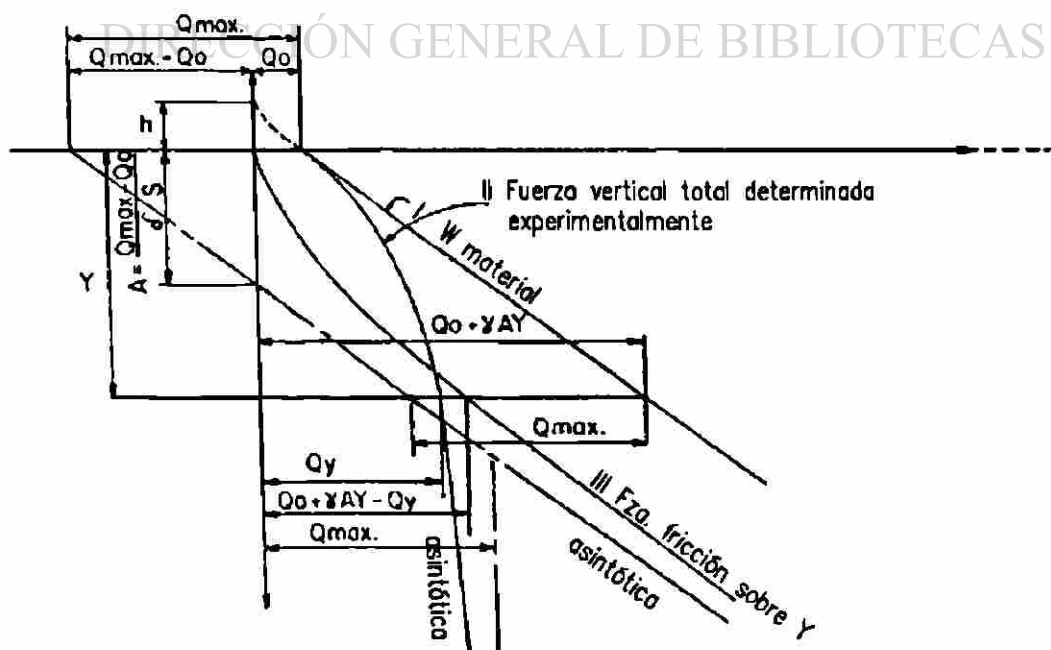 Qmax.
DIRECCIÓN GENERAL DE BIBLIOTECAS
Qmax.-Qo
Qo
h
A = Qmax-Qo
δ S
Y
II Fuerza vertical total determinada
experimentalmente
I W material
Qo+γAY
Qmax.
Qy
Qo+γAY-Qy
Qmax.
asintótica
III Fza. fricción sobre Y
asintótica